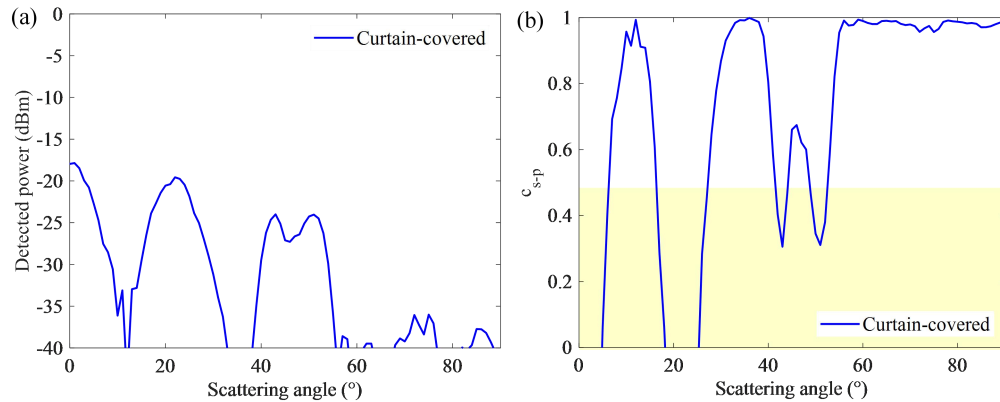 (a)
0
-5
-10
-15
-20
-25
-30
-35
-40
Detected power (dBm)
Curtain-covered
0 20 40 60 80
Scattering angle (°)
(b)
1
0.8
0.6
0.4
0.2
0
c_s-p
Curtain-covered
0 20 40 60 80
Scattering angle (°)